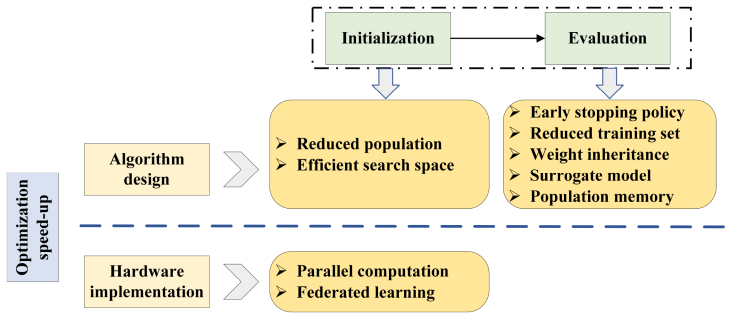 Initialization
Evaluation
Optimization
speed-up
Algorithm
design
➢ Reduced population
➢ Efficient search space
➢ Early stopping policy
➢ Reduced training set
➢ Weight inheritance
➢ Surrogate model
➢ Population memory
Hardware
implementation
➢ Parallel computation
➢ Federated learning